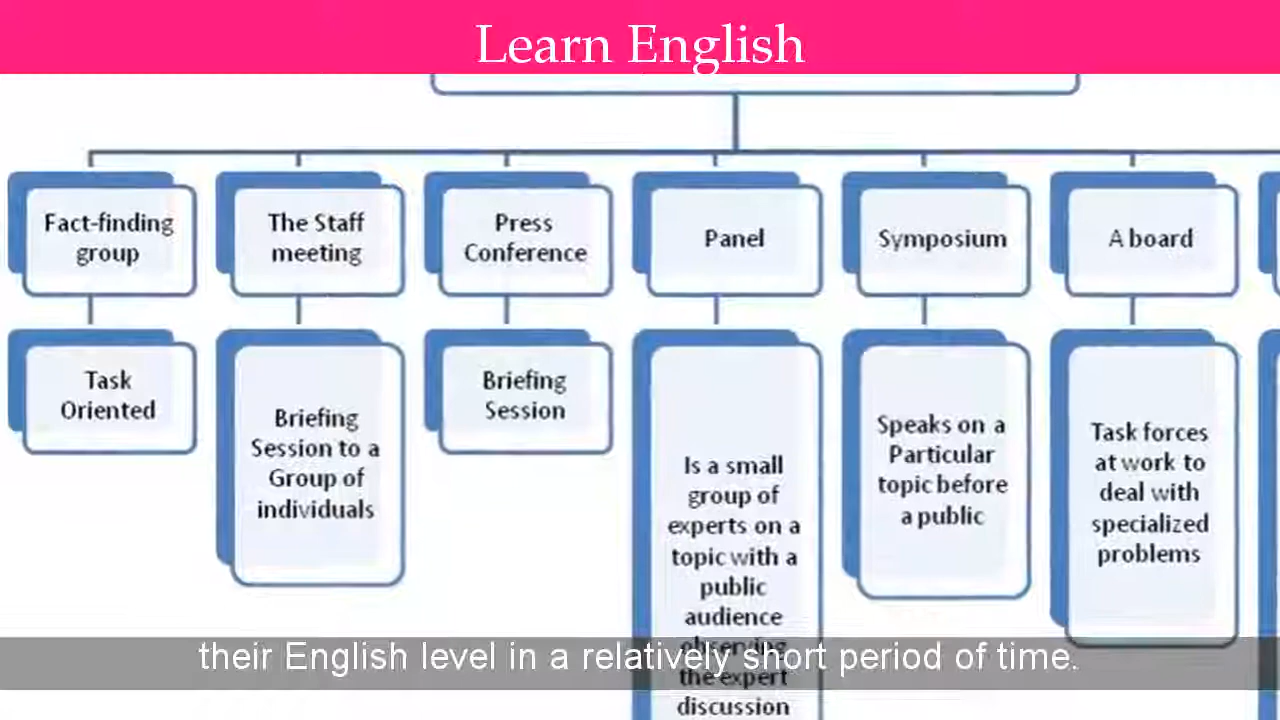 Learn English
Fact-finding
group
The Staff
meeting
Press
Conference
Panel
Symposium
A board
Task
Oriented
Briefing
Session to a
Group of
individuals
Briefing
Session
Is a small
group of
experts on a
topic with a
public
audience
observing
the expert
discussion
Speaks on a
Particular
topic before
a public
Task forces
at work to
deal with
specialized
problems
their English level in a relatively short period of time.